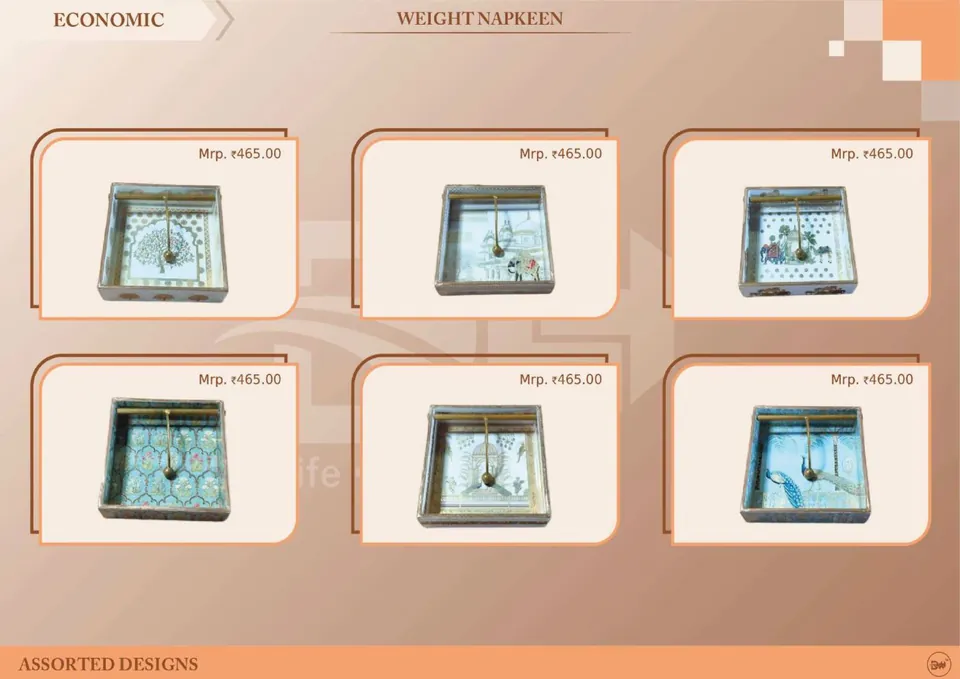 ECONOMIC
WEIGHT NAPKEEN
Mrp. ₹465.00
Mrp. ₹465.00
Mrp. ₹465.00
Mrp. ₹465.00
Mrp. ₹465.00
Mrp. ₹465.00
ife
ASSORTED DESIGNS